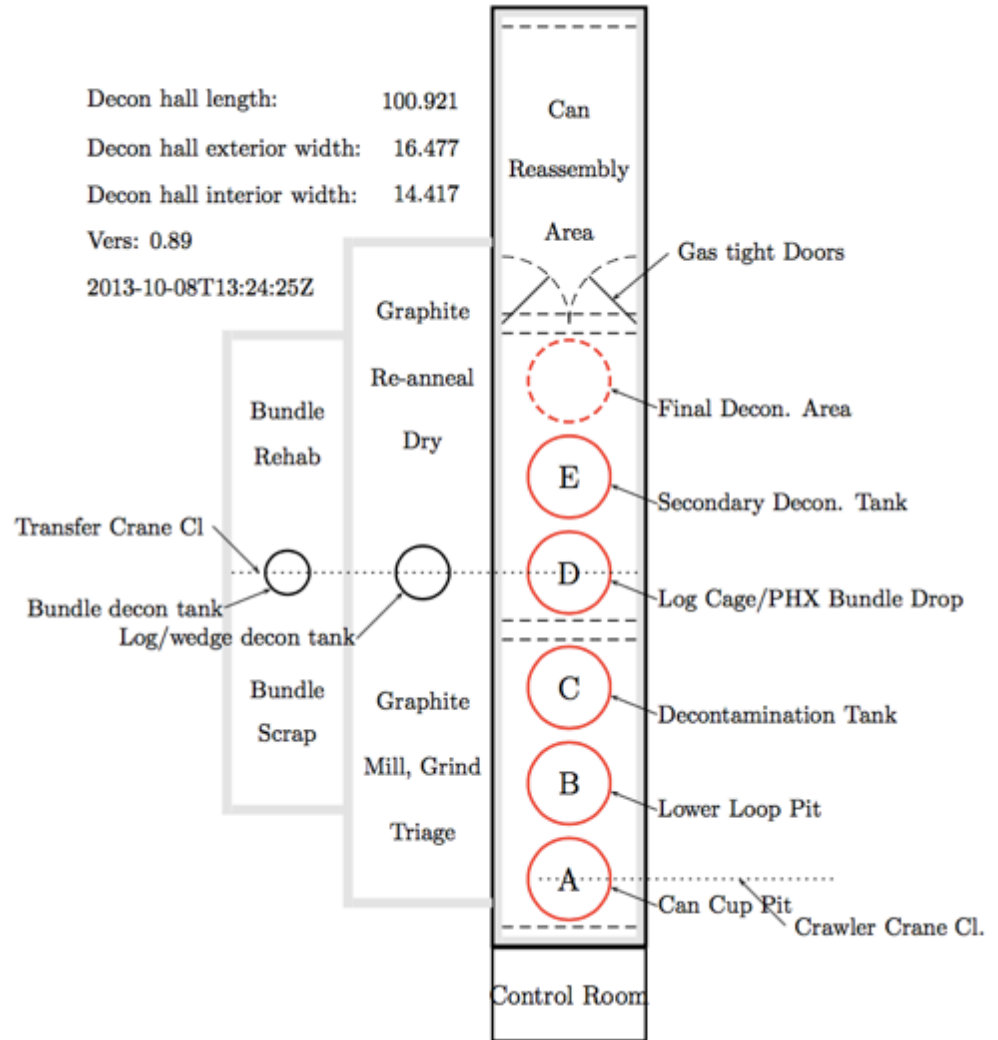 Decon hall length: 100.921
Decon hall exterior width: 16.477
Decon hall interior width: 14.417
Vers: 0.89
2013-10-08T13:24:25Z
Can
Reassembly
Area
Gas tight Doors
Graphite
Re-anneal
Dry
Bundle
Rehab
Final Decon. Area
E
Secondary Decon. Tank
Transfer Crane Cl
D
Log Cage/PHX Bundle Drop
Bundle decon tank
Log/wedge decon tank
Bundle
Scrap
Graphite
Mill, Grind
Triage
C
Decontamination Tank
B
Lower Loop Pit
A
Can Cup Pit
Crawler Crane Cl.
Control Room